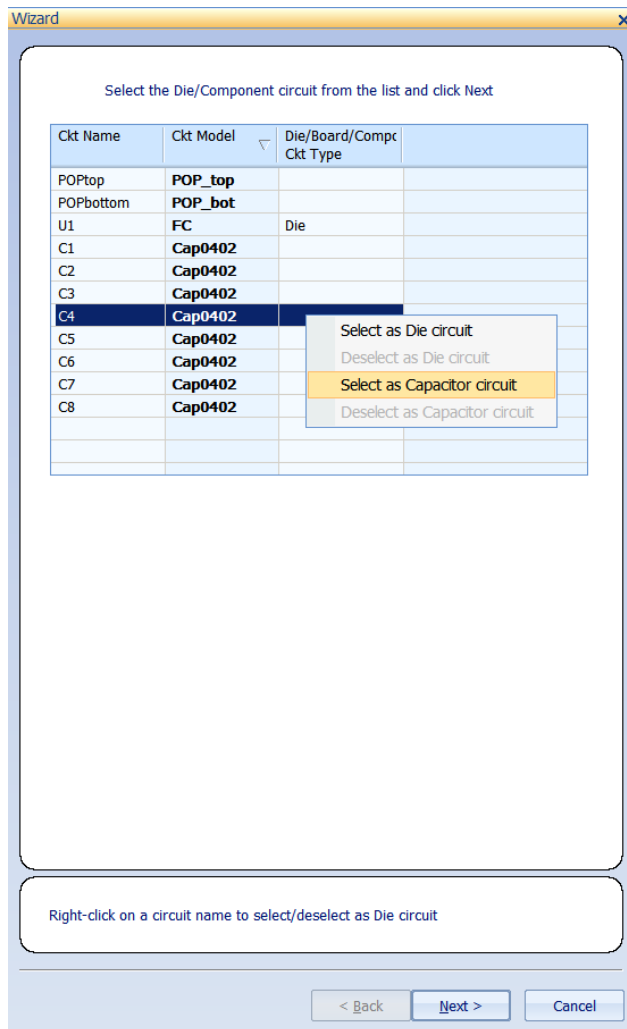 Wizard
Select the Die/Component circuit from the list and click Next
Ckt Name Ckt Model Die/Board/Compc
Ckt Type
POPtop POP_top
POPbottom POP_bot
U1 FC Die
C1 Cap0402
C2 Cap0402
C3 Cap0402
C4 Cap0402
C5 Cap0402
C6 Cap0402
C7 Cap0402
C8 Cap0402
Select as Die circuit
Deselect as Die circuit
Select as Capacitor circuit
Deselect as Capacitor circuit
Right-click on a circuit name to select/deselect as Die circuit
< Back Next > Cancel